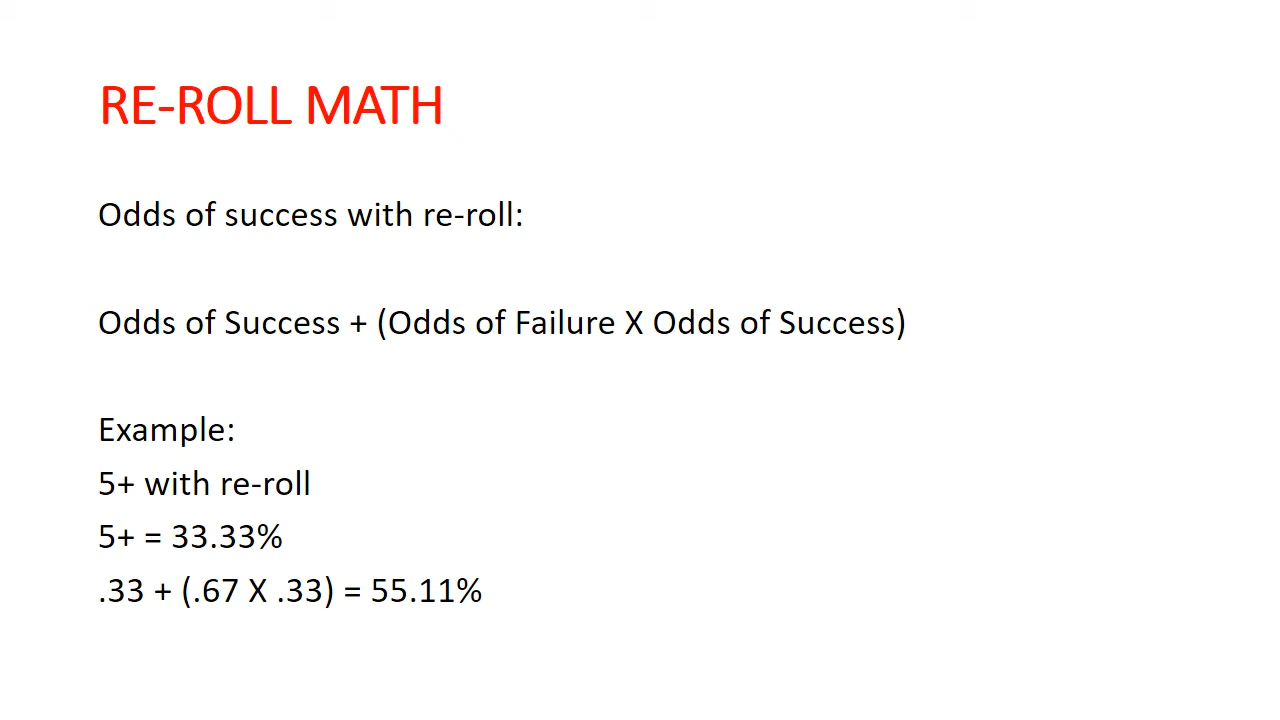 RE-ROLL MATH
Odds of success with re-roll:
Odds of Success + (Odds of Failure X Odds of Success)
Example:
5+ with re-roll
5+ = 33.33%
.33 + (.67 X .33) = 55.11%